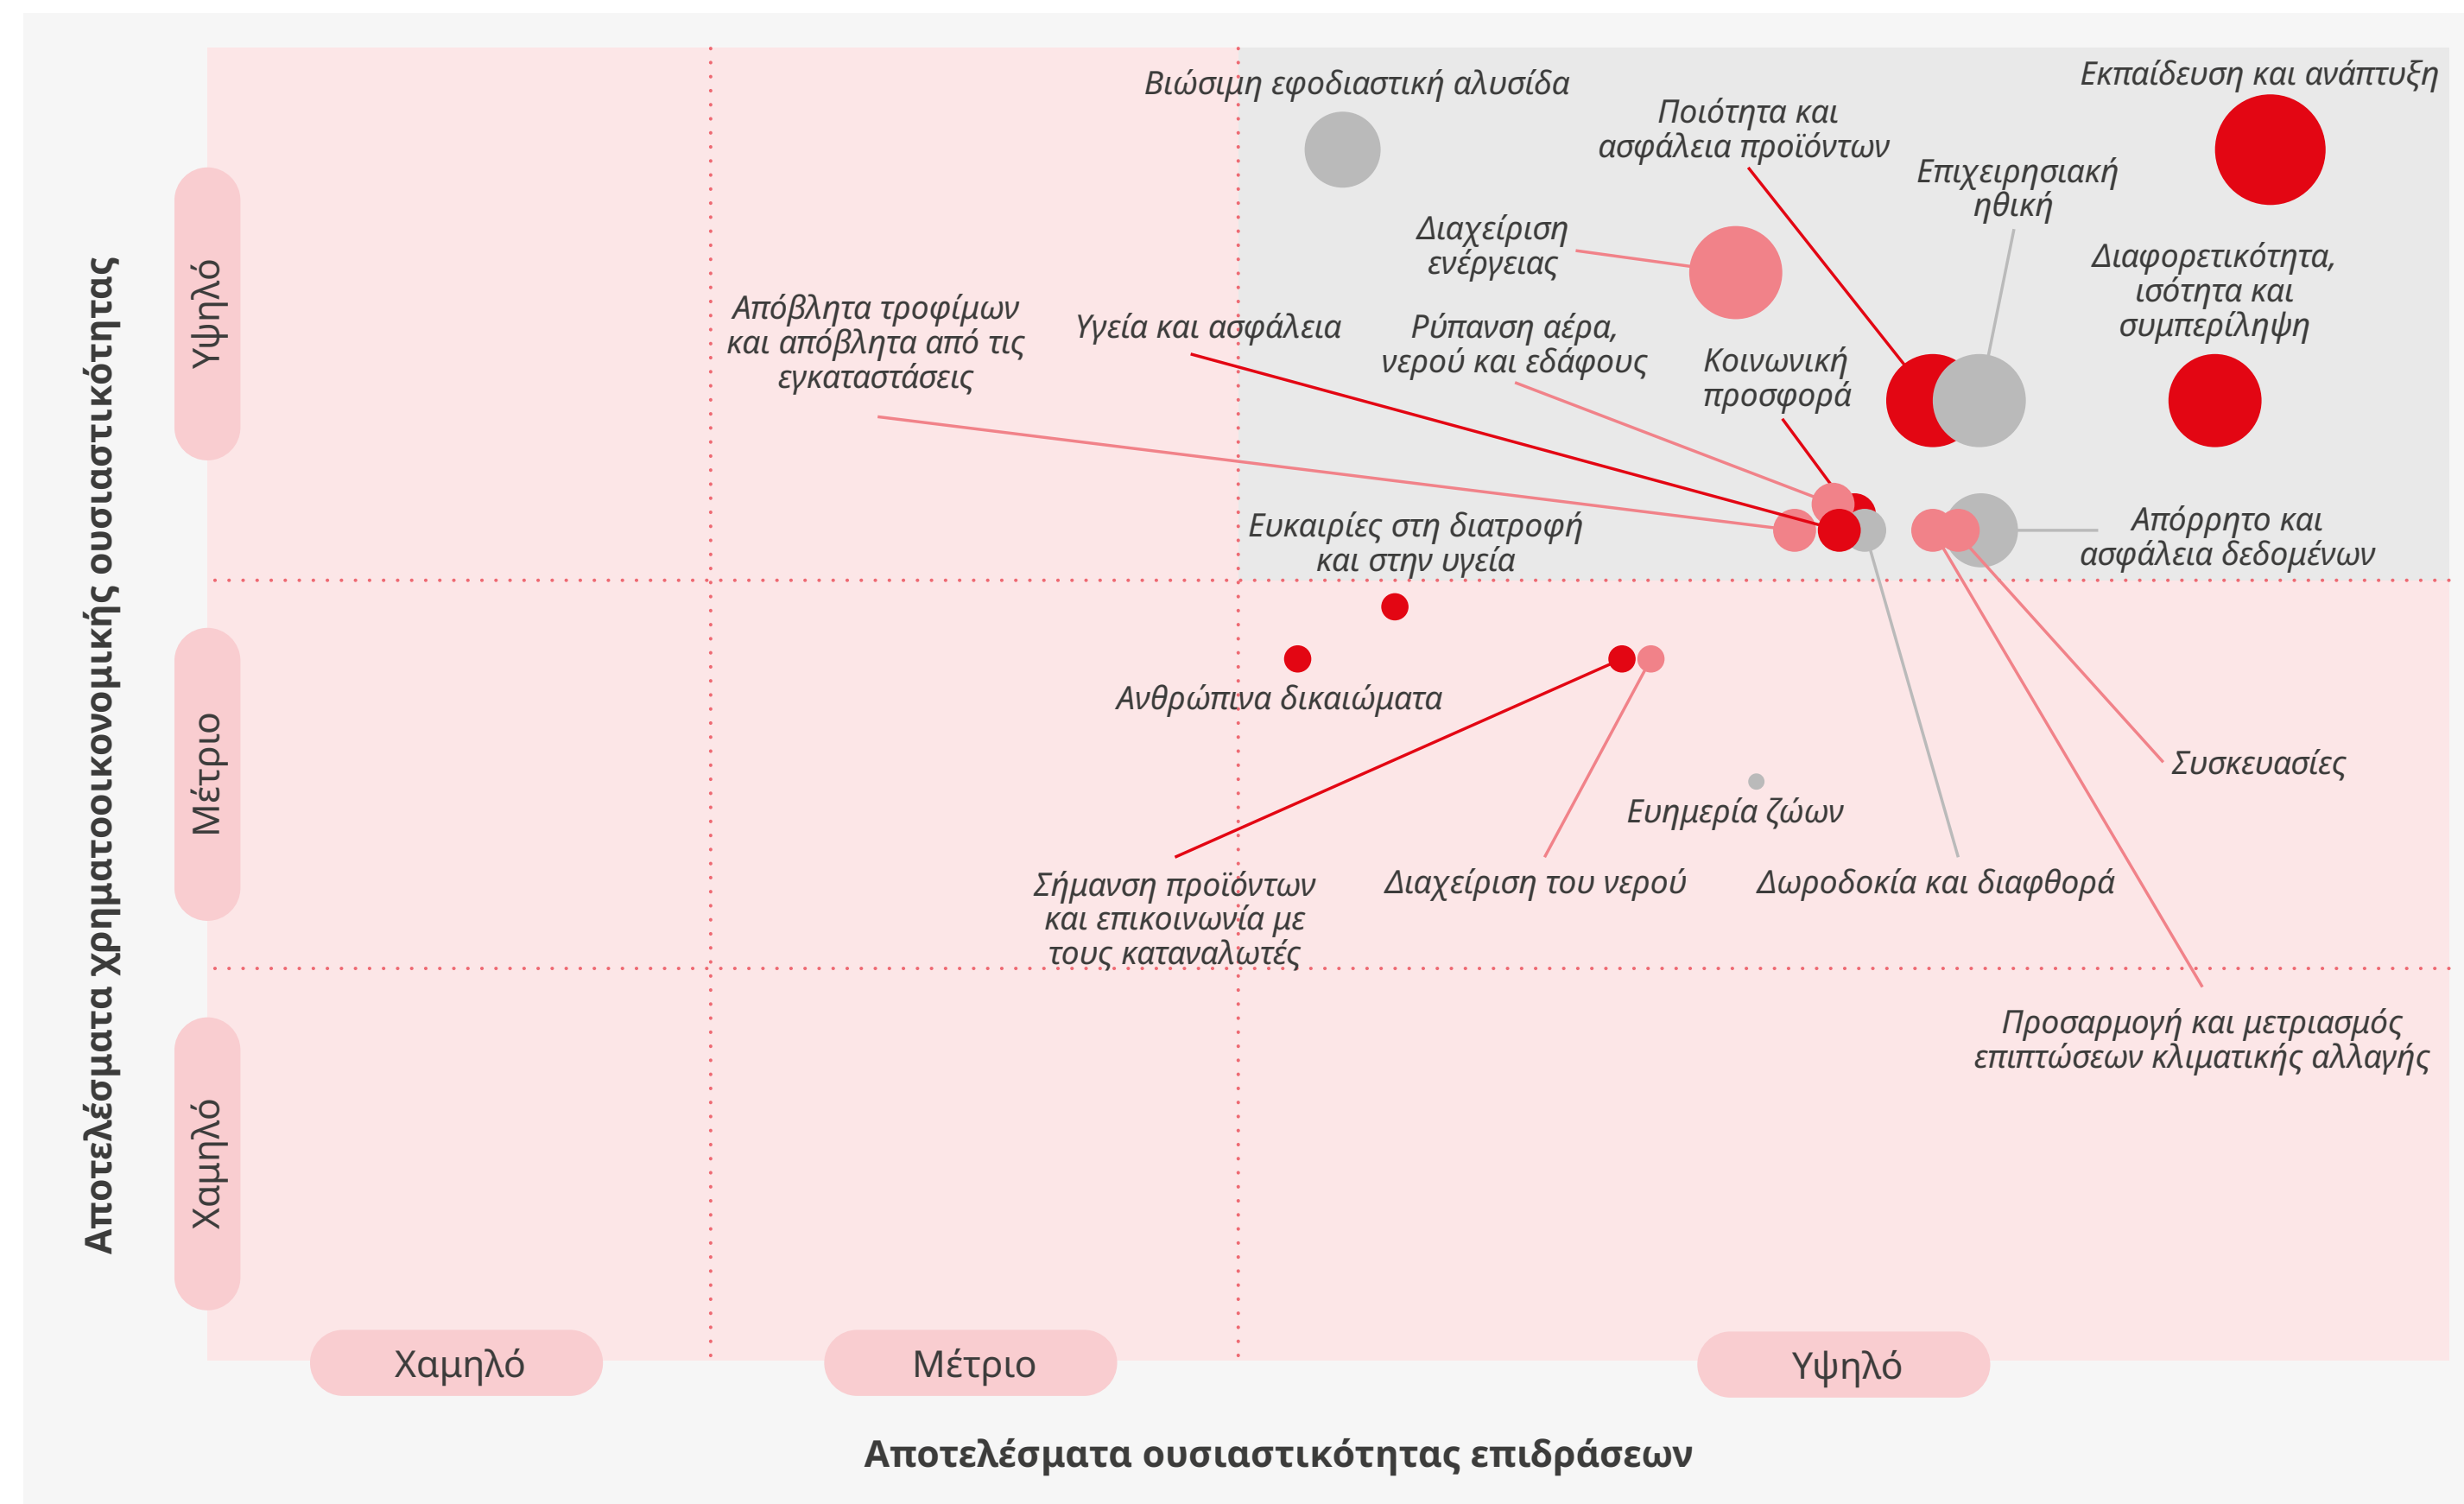 Βιώσιμη εφοδιαστική αλυσίδα
Εκπαίδευση και ανάπτυξη
Ποιότητα και
ασφάλεια προϊόντων
Επιχειρησιακή
ηθική
Διαχείριση
ενέργειας
Διαφορετικότητα,
ισότητα και
συμπερίληψη
Απόβλητα τροφίμων
και απόβλητα από τις
εγκαταστάσεις
Υγεία και ασφάλεια
Ρύπανση αέρα,
νερού και εδάφους
Κοινωνική
προσφορά
Ευκαιρίες στη διατροφή
και στην υγεία
Απόρρητο και
ασφάλεια δεδομένων
Ανθρώπινα δικαιώματα
Συσκευασίες
Ευημερία ζώων
Σήμανση προϊόντων
και επικοινωνία με
τους καταναλωτές
Διαχείριση του νερού
Δωροδοκία και διαφθορά
Προσαρμογή και μετριασμός
επιπτώσεων κλιματικής αλλαγής
Αποτελέσματα χρηματοοικονομικής ουσιαστικότητας
Υψηλό
Μέτριο
Χαμηλό
Χαμηλό
Μέτριο
Υψηλό
Αποτελέσματα ουσιαστικότητας επιδράσεων